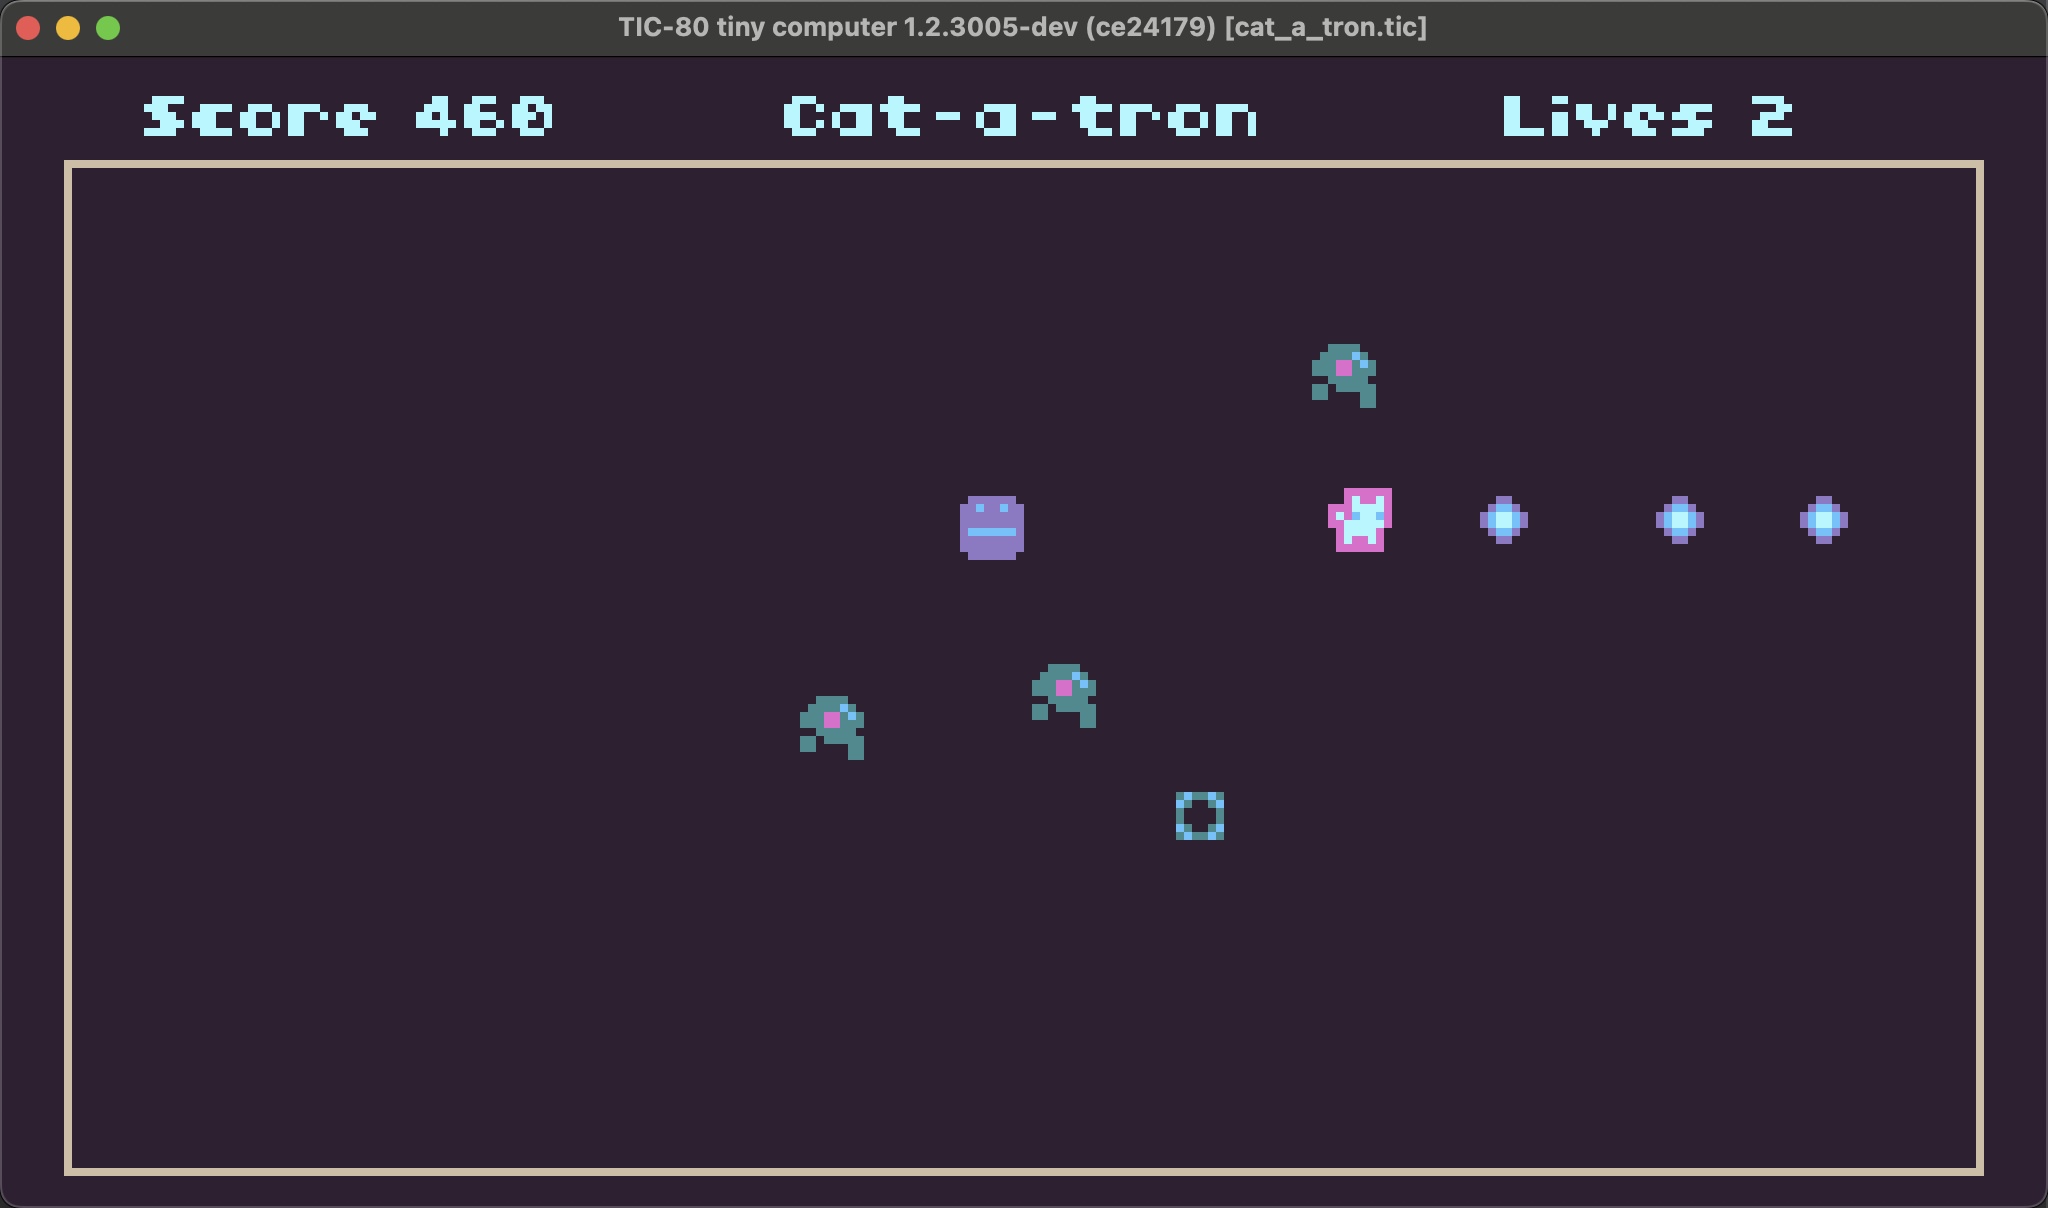 TIC-80 tiny computer 1.2.3005-dev (ce24179) [cat_a_tron.tic]
Score 460 Cat-a-tron Lives 2